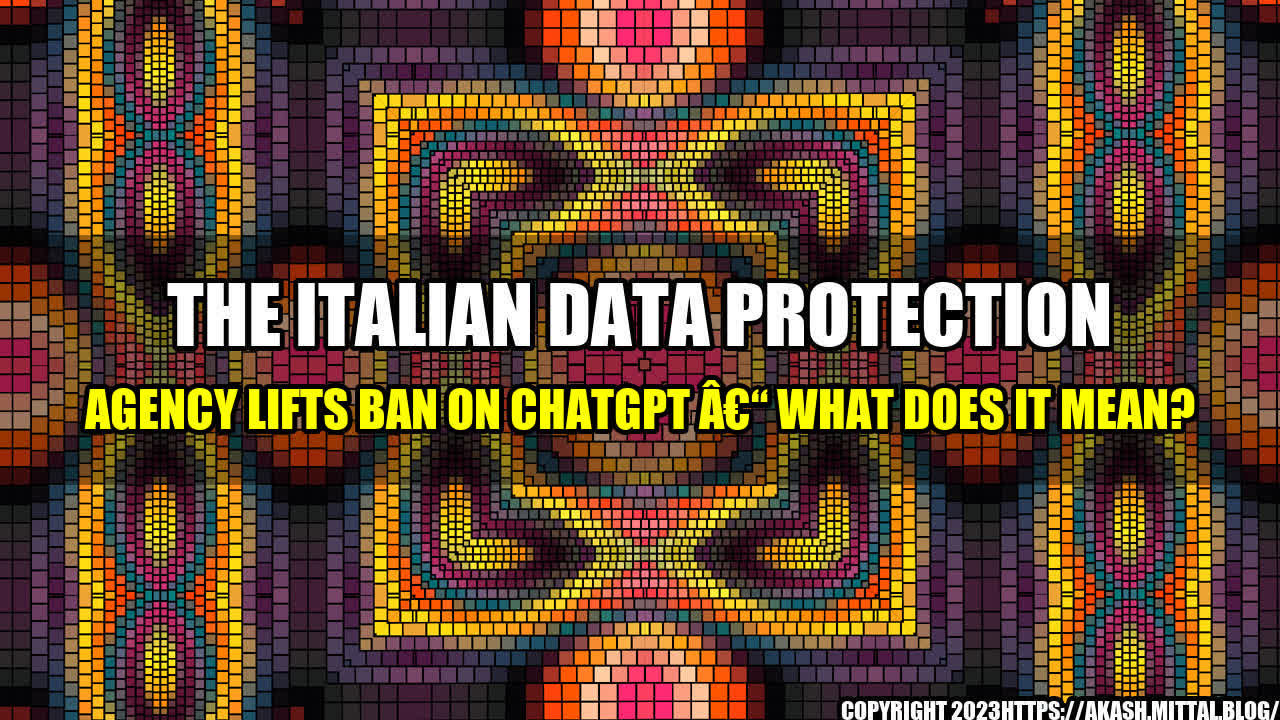 THE ITALIAN DATA PROTECTION
AGENCY LIFTS BAN ON CHATGPT Â€“ WHAT DOES IT MEAN?
COPYRIGHT 2023HTTPS://AKASH.MITTAL.BLOG/